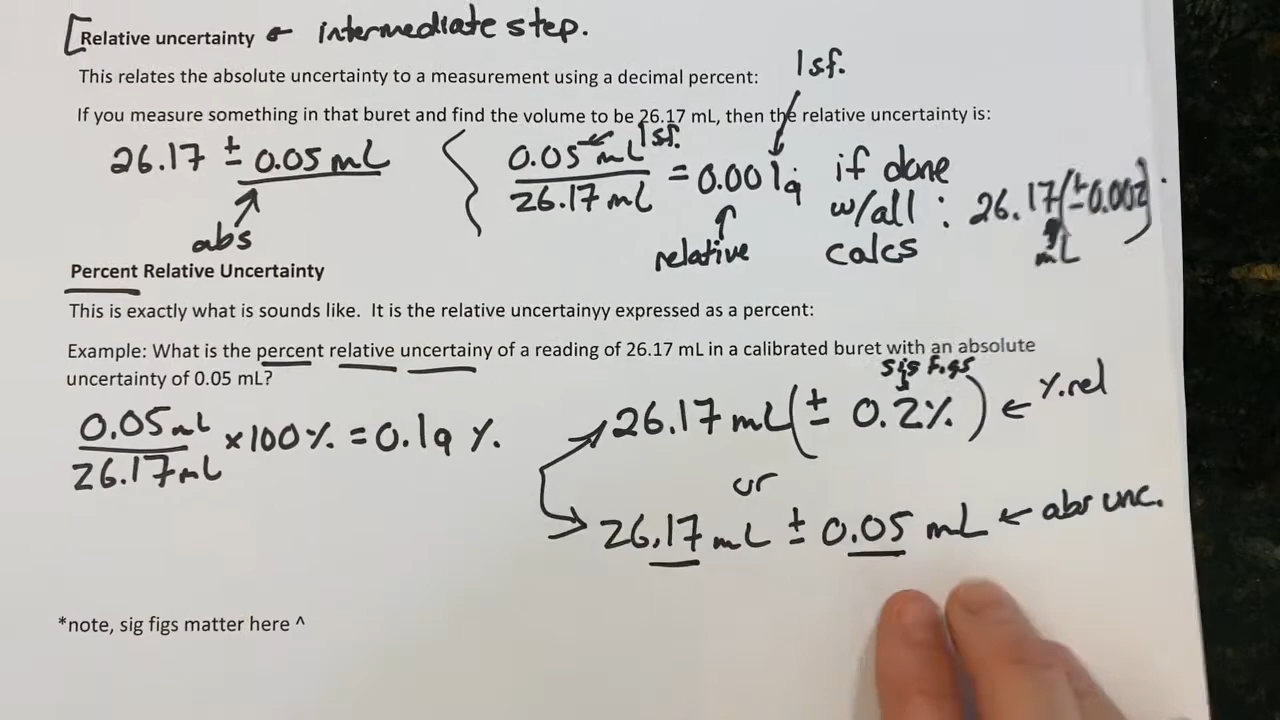 [Relative uncertainty ← intermediate step.
This relates the absolute uncertainty to a measurement using a decimal percent:
1 sf.
If you measure something in that buret and find the volume to be 26.17 mL, then the relative uncertainty is:
26.17 ± 0.05 mL
abs
0.05 mL ← 1sf.
26.17 mL
= 0.0019
relative
if done
w/all :
calcs
26.17 (±0.002)
mL
Percent Relative Uncertainty
This is exactly what is sounds like. It is the relative uncertainyy expressed as a percent:
Example: What is the percent relative uncertainy of a reading of 26.17 mL in a calibrated buret with an absolute
uncertainty of 0.05 mL?
0.05 mL
26.17 mL
×100 % = 0.19 %.
sig figs
26.17 mL (± 0.2%) ← %.rel
or
26.17 mL ± 0.05 mL ← abs unc.
*note, sig figs matter here ^